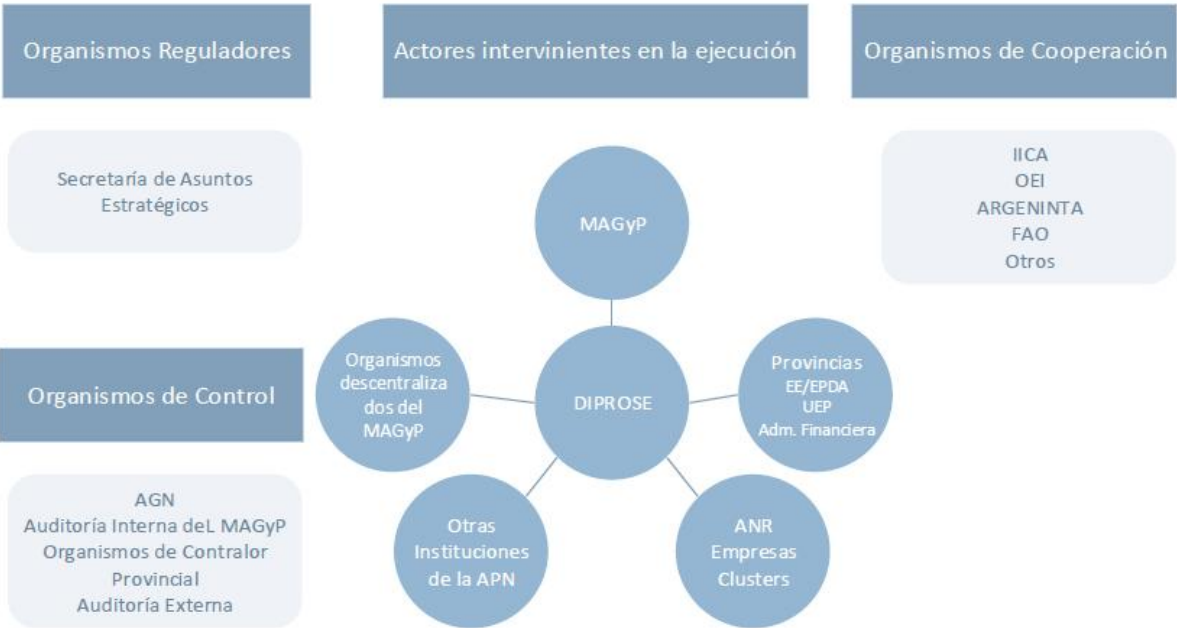 Organismos Reguladores
Actores intervinientes en la ejecución
Organismos de Cooperación
Secretaría de Asuntos
Estratégicos
IICA
OEI
ARGENINTA
FAO
Otros
MAGyP
Organismos de Control
Organismos
descentraliza
dos del
MAGyP
DIPROSE
Provincias
EE/EPDA
UEP
Adm. Financiera
AGN
Auditoría Interna deL MAGyP
Organismos de Contralor
Provincial
Auditoría Externa
Otras
Instituciones
de la APN
ANR
Empresas
Clusters